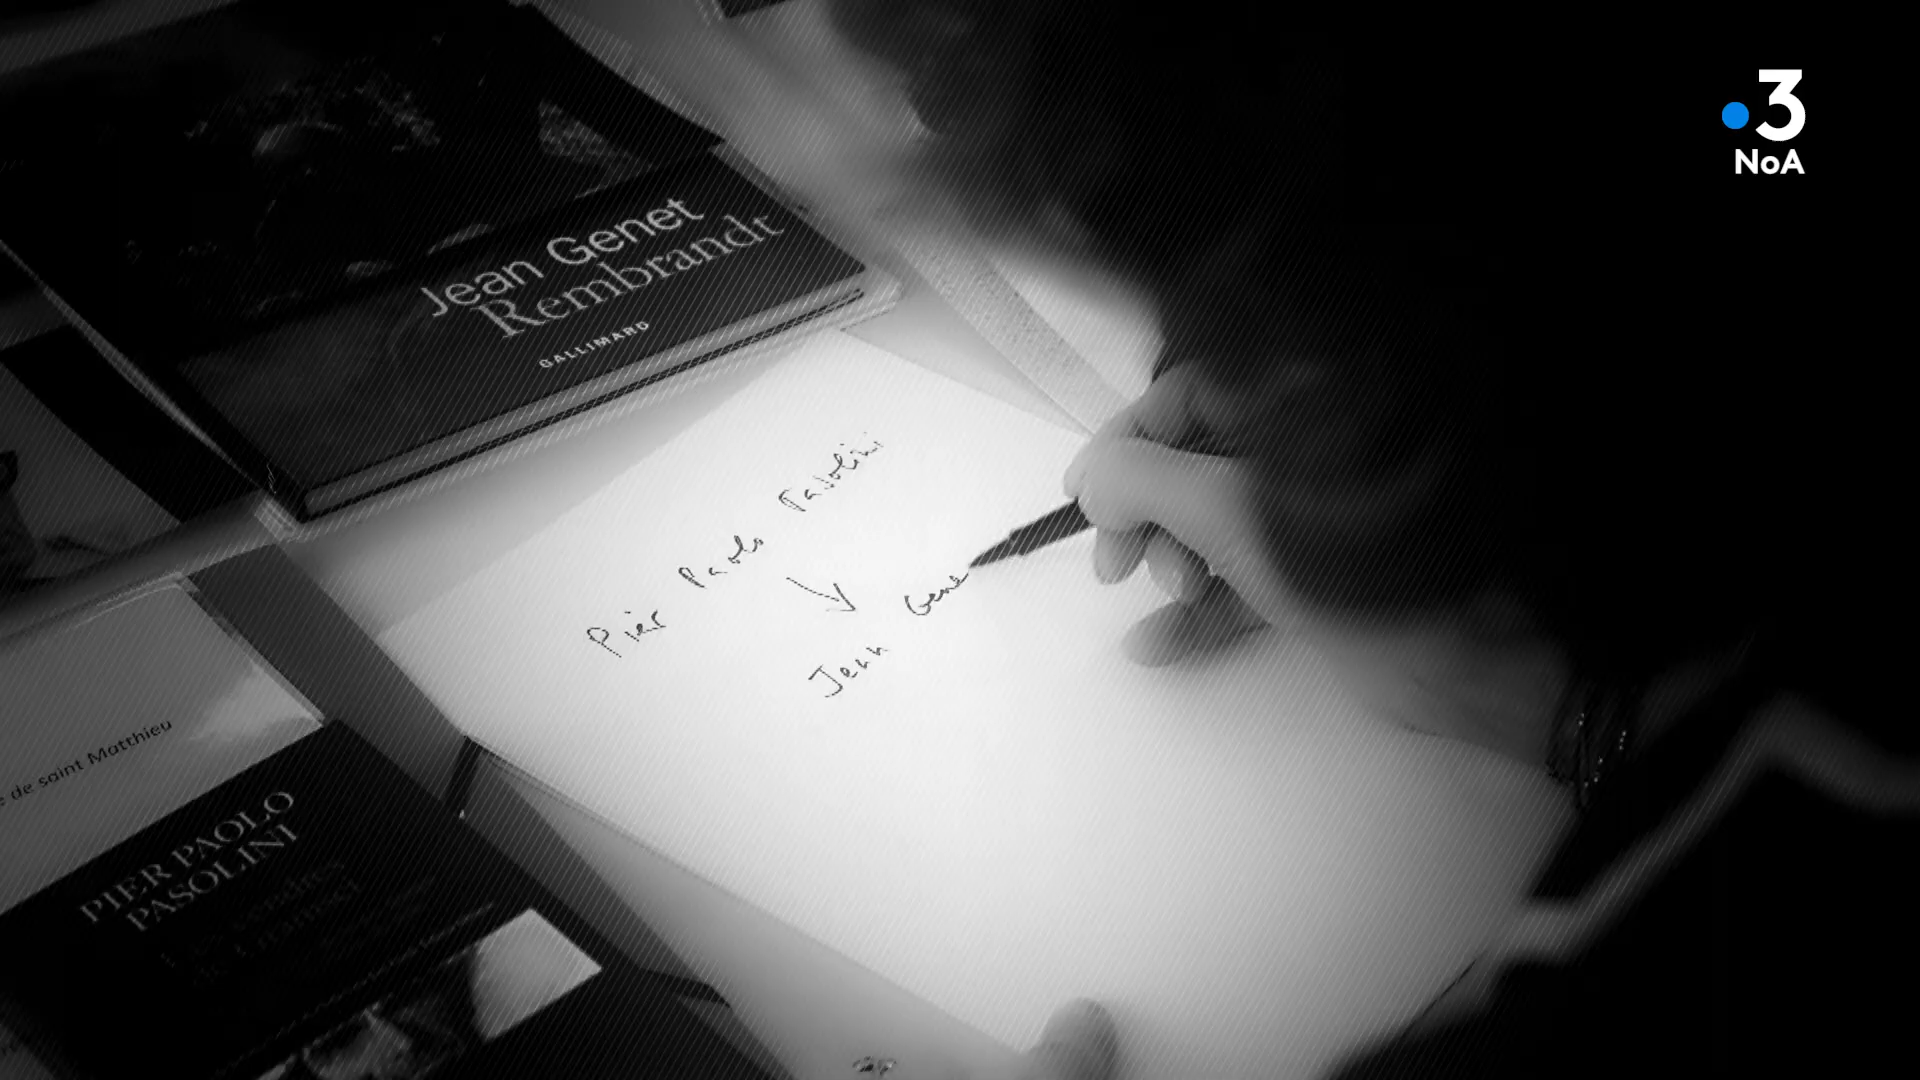 3
NoA
Jean Genet
Rembrandt
GALLIMARD
Pier Paolo Pasolini
Jean Gene
de saint Matthieu
PIER PAOLO
PASOLINI